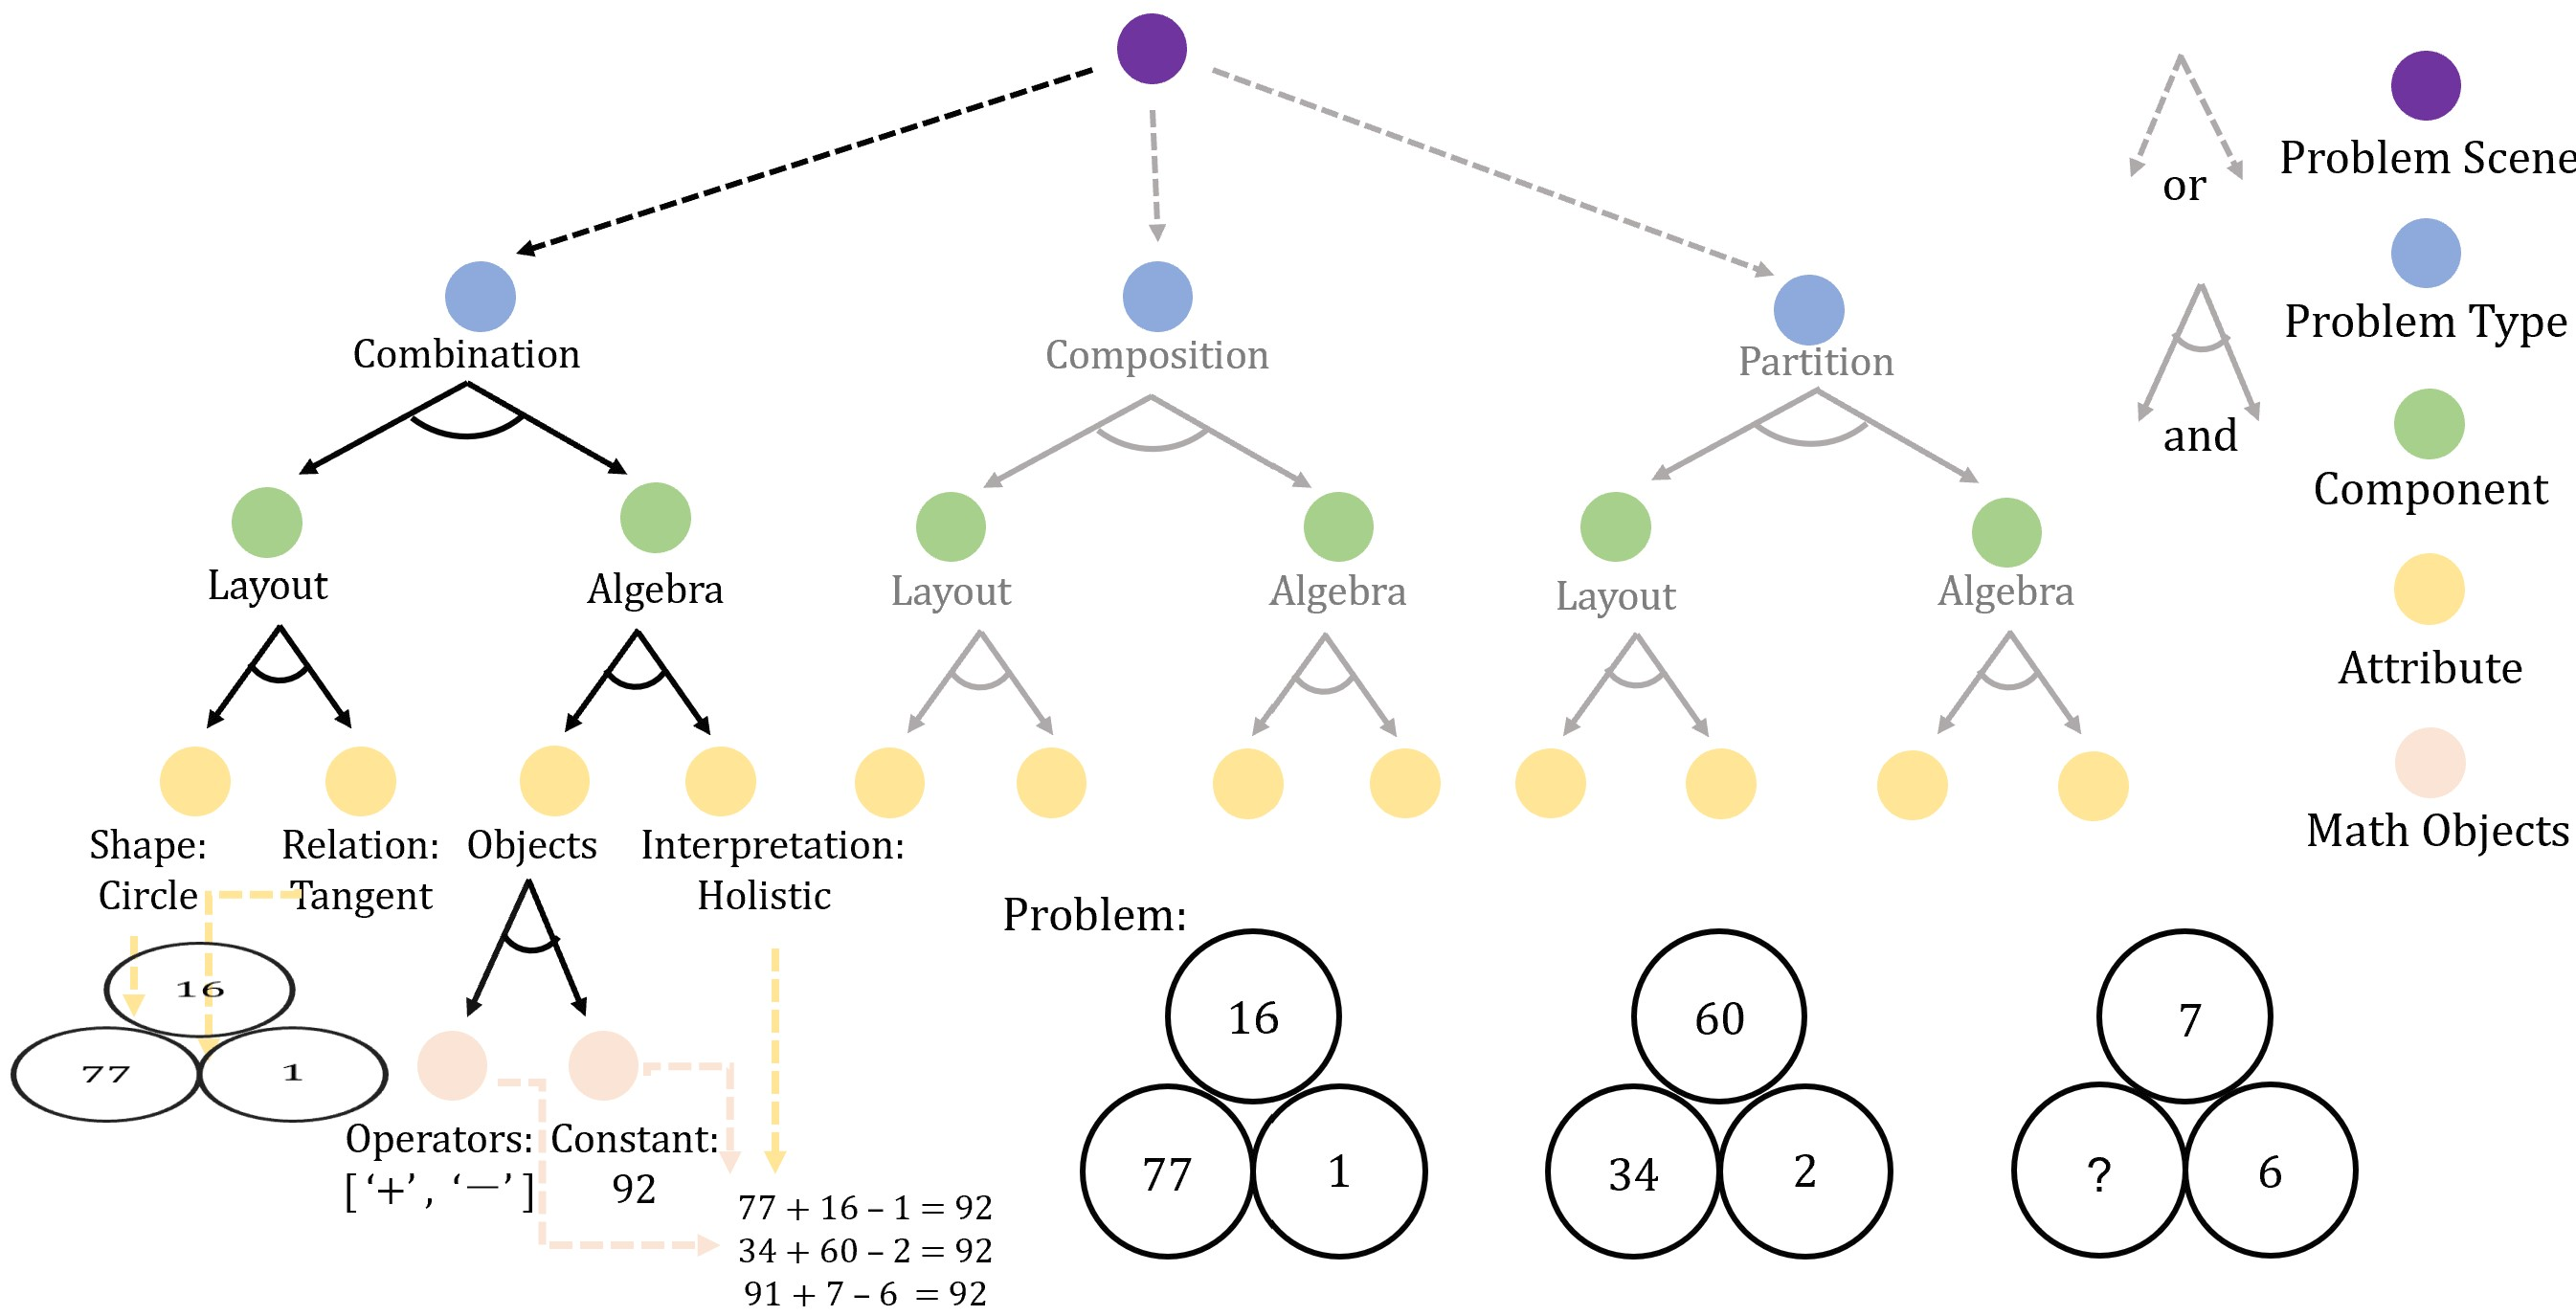 or
Problem Scene
Problem Type
and
Component
Attribute
Math Objects
Combination
Composition
Partition
Layout
Algebra
Layout
Algebra
Layout
Algebra
Shape:
Circle
Relation:
Tangent
Objects
Interpretation:
Holistic
16
77
1
Operators:
[ ‘+’ , ‘—’ ]
Constant:
92
77 + 16 – 1 = 92
34 + 60 – 2 = 92
91 + 7 – 6 = 92
Problem:
16
77
1
60
34
2
7
?
6